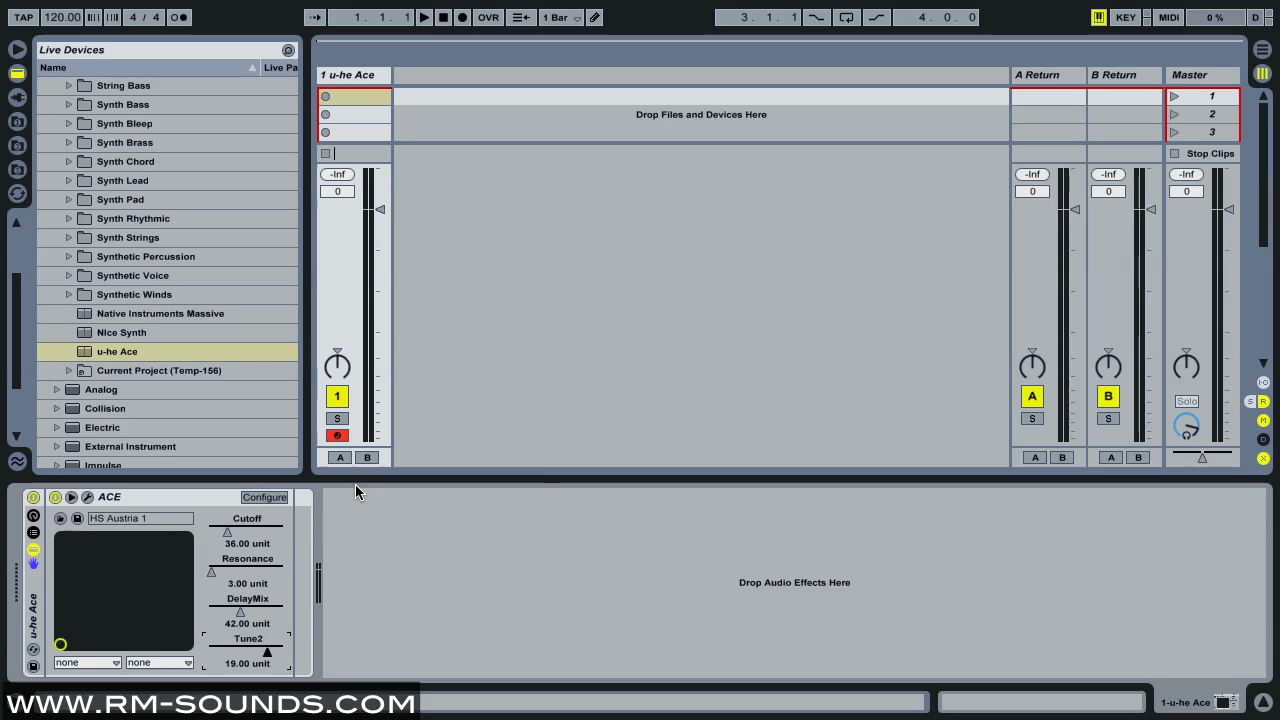 TAP 120.00 4 / 4 1. 1. 1 OVR 1 Bar 3. 1. 1 4. 0. 0 KEY MIDI 0 % D
Live Devices
Name Live Pa
String Bass
Synth Bass
Synth Bleep
Synth Brass
Synth Chord
Synth Lead
Synth Pad
Synth Rhythmic
Synth Strings
Synthetic Percussion
Synthetic Voice
Synthetic Winds
Native Instruments Massive
NIce Synth
u-he Ace
Current Project (Temp-156)
Analog
Collision
Electric
External Instrument
Impulse
1 u-he Ace A Return B Return Master
1
Drop Files and Devices Here 2
3
Stop Clips
-Inf -Inf -Inf -Inf
0 0 0 0
1 A B Solo
S S S
A B A B A B
I-O
S R
M
D
X
ACE Configure
HS Austria 1
Cutoff
36.00 unit
Resonance
3.00 unit
DelayMix
42.00 unit
Tune2
19.00 unit
none none
u-he Ace
Drop Audio Effects Here
WWW.RM-SOUNDS.COM
1-u-he Ace